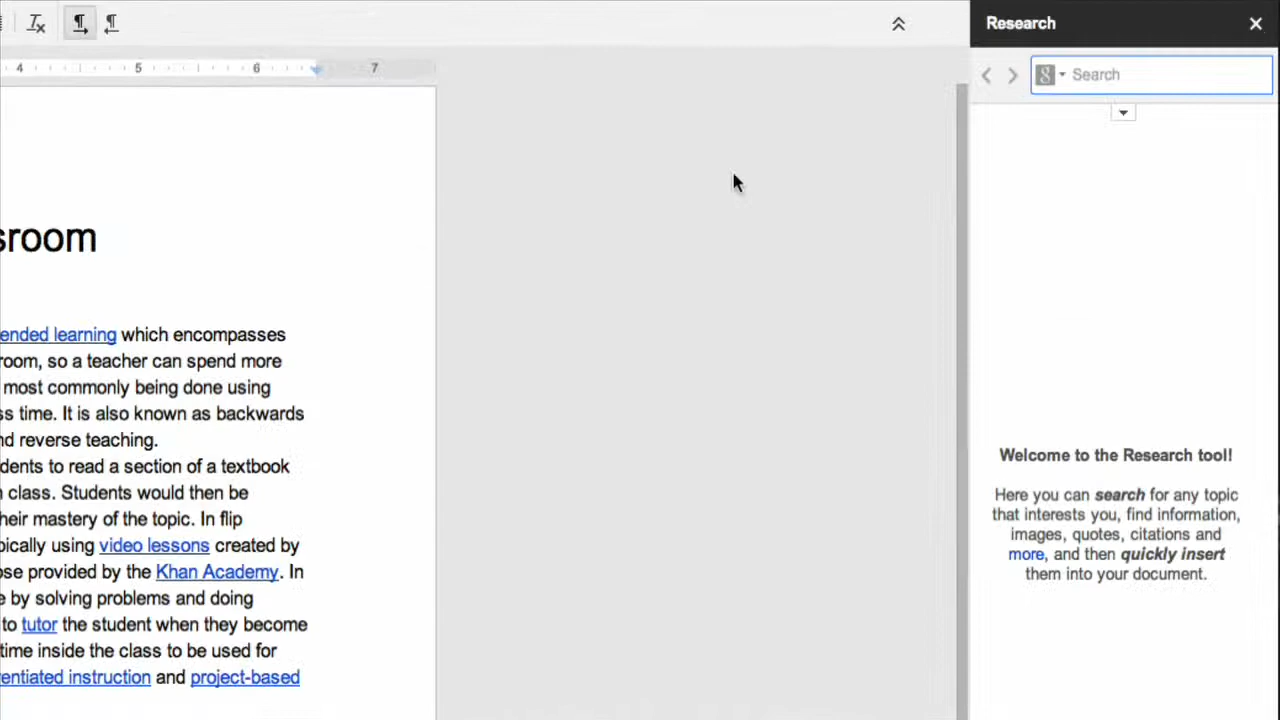 Research
4 5 6 7
Search
sroom
ended learning which encompasses
room, so a teacher can spend more
most commonly being done using
ss time. It is also known as backwards
nd reverse teaching.
dents to read a section of a textbook
n class. Students would then be
heir mastery of the topic. In flip
pically using video lessons created by
ose provided by the Khan Academy. In
e by solving problems and doing
to tutor the student when they become
time inside the class to be used for
rentiated instruction and project-based
Welcome to the Research tool!
Here you can search for any topic
that interests you, find information,
images, quotes, citations and
more, and then quickly insert
them into your document.